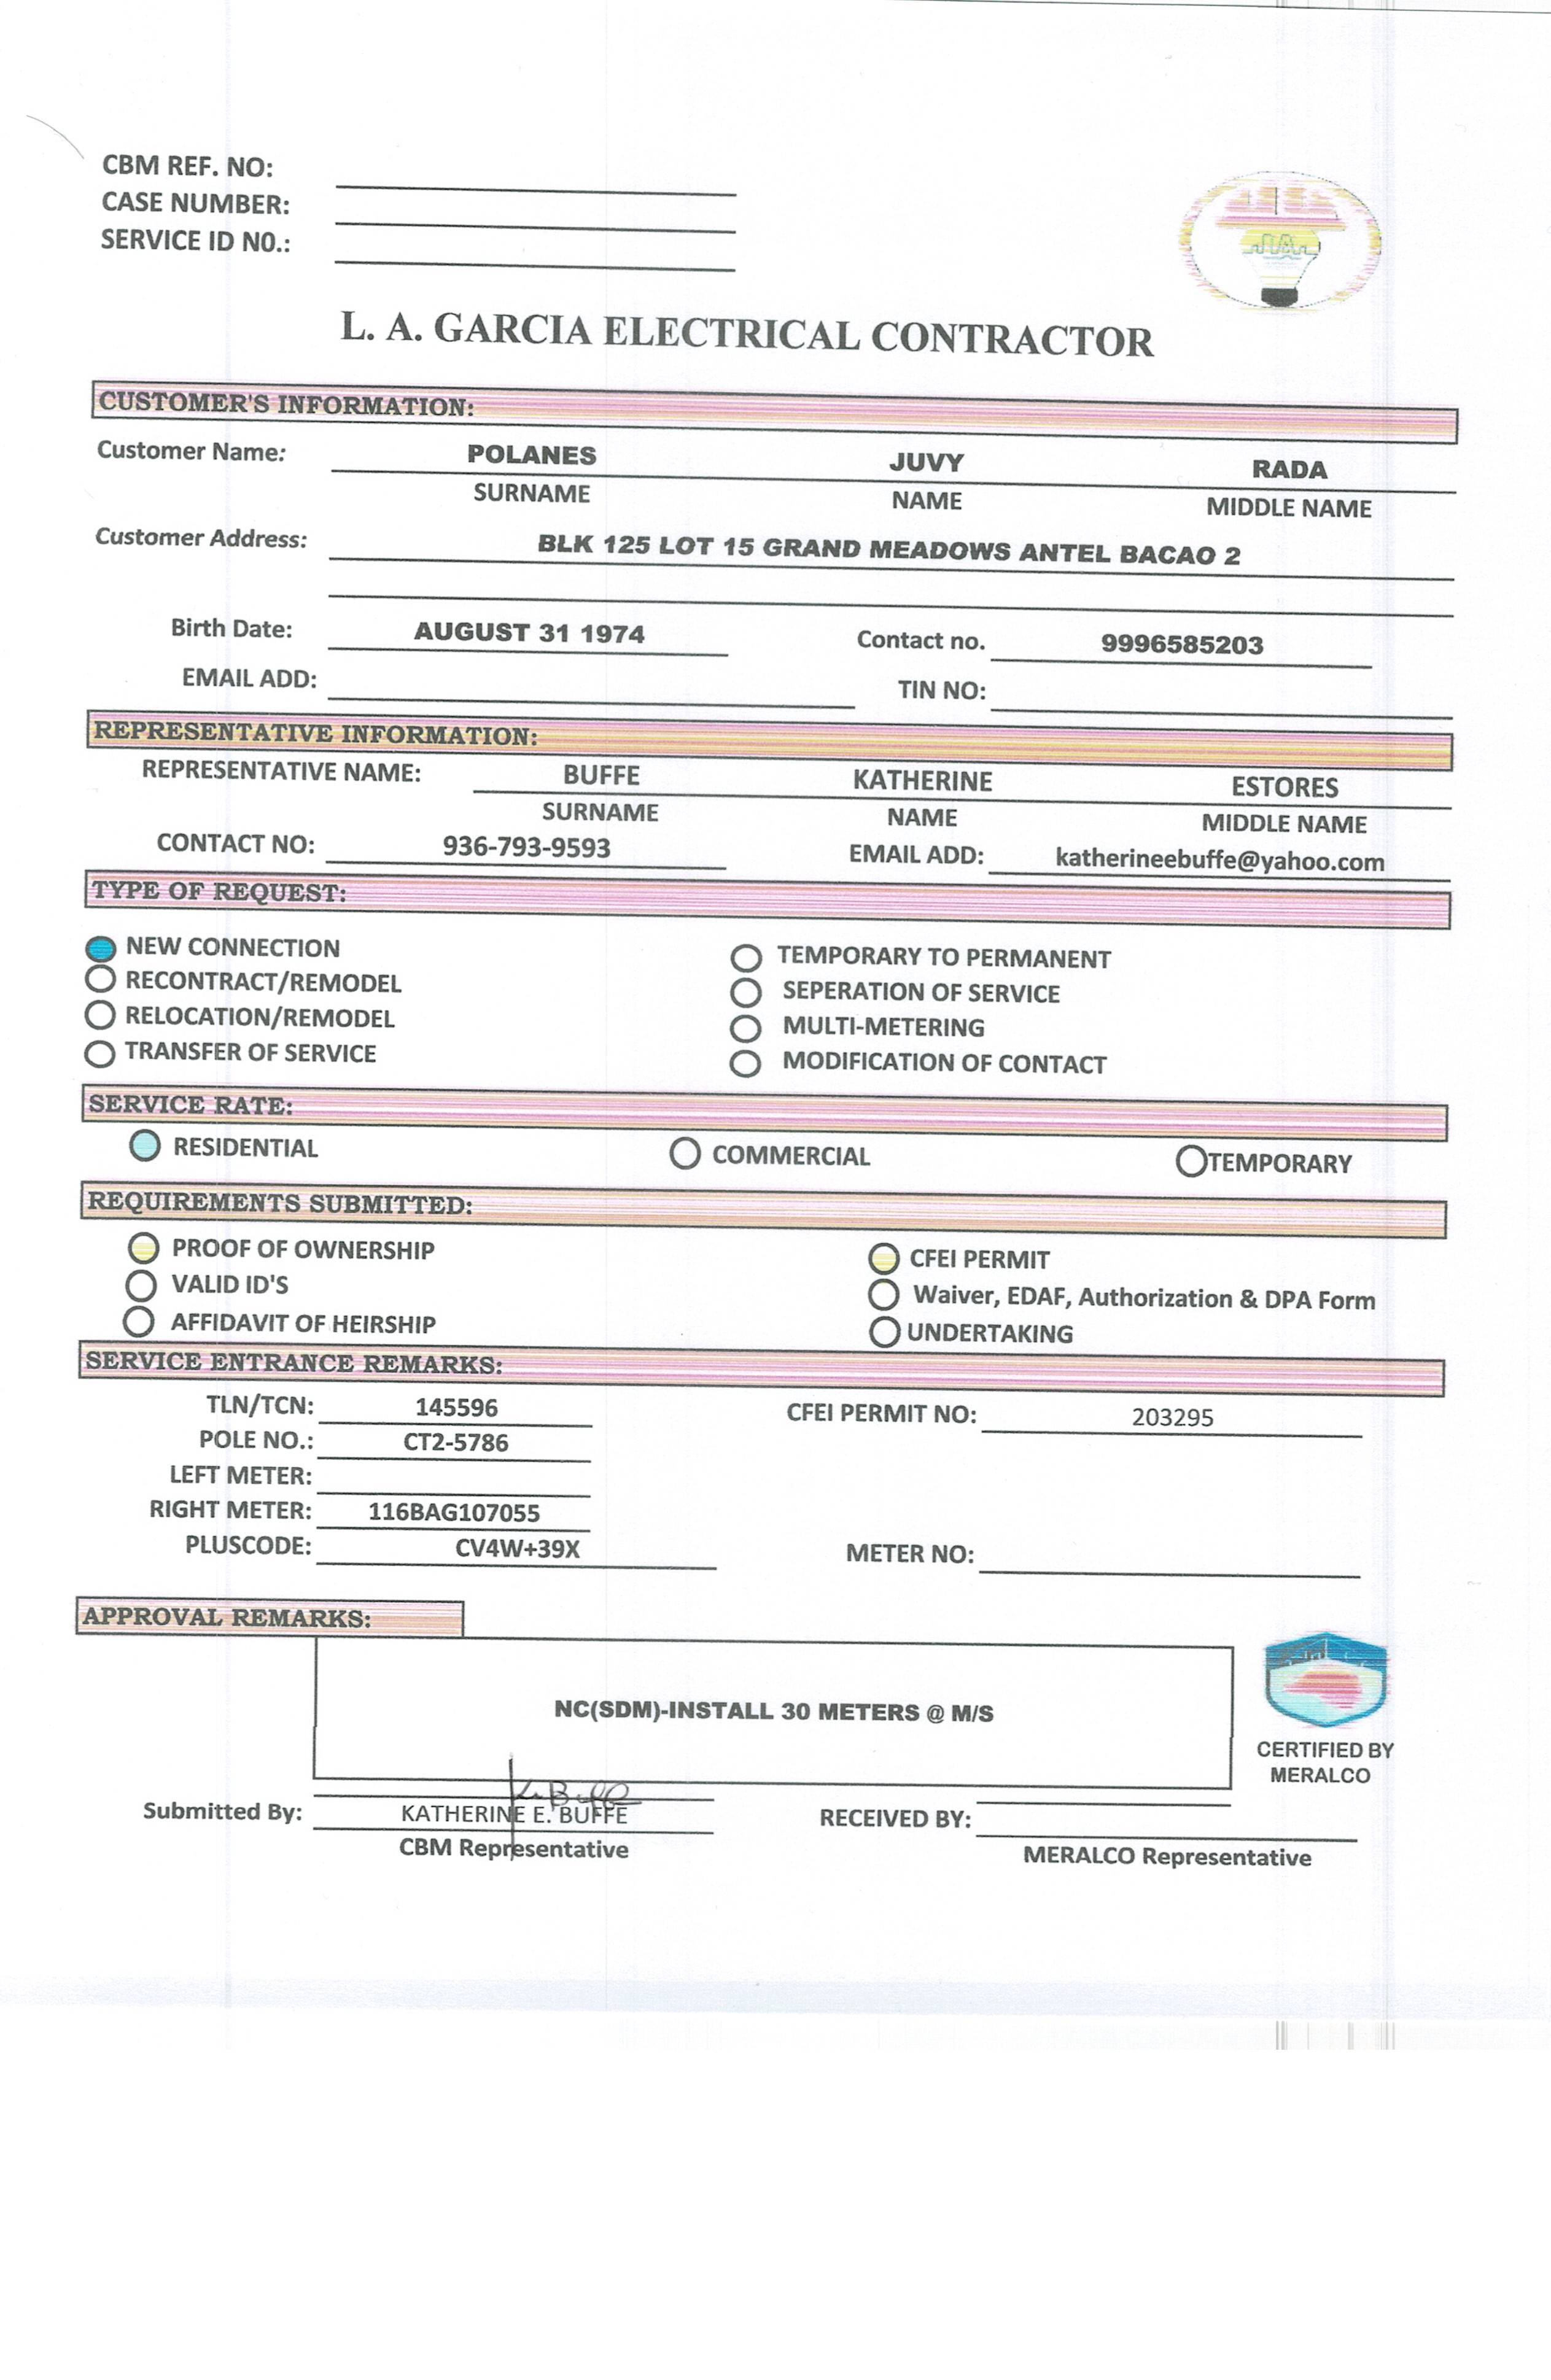 CBM REF. NO:
CASE NUMBER:
SERVICE ID N0.:
L. A. GARCIA ELECTRICAL CONTRACTOR
CUSTOMER'S INFORMATION:
Customer Name: POLANES JUVY RADA
SURNAME NAME MIDDLE NAME
Customer Address: BLK 125 LOT 15 GRAND MEADOWS ANTEL BACAO 2
Birth Date: AUGUST 31 1974 Contact no. 9996585203
EMAIL ADD: TIN NO:
REPRESENTATIVE INFORMATION:
REPRESENTATIVE NAME: BUFFE KATHERINE ESTORES
SURNAME NAME MIDDLE NAME
CONTACT NO: 936-793-9593 EMAIL ADD: katherineebuffe@yahoo.com
TYPE OF REQUEST:
NEW CONNECTION TEMPORARY TO PERMANENT
RECONTRACT/REMODEL SEPERATION OF SERVICE
RELOCATION/REMODEL MULTI-METERING
TRANSFER OF SERVICE MODIFICATION OF CONTACT
SERVICE RATE:
RESIDENTIAL COMMERCIAL TEMPORARY
REQUIREMENTS SUBMITTED:
PROOF OF OWNERSHIP CFEI PERMIT
VALID ID'S Waiver, EDAF, Authorization & DPA Form
AFFIDAVIT OF HEIRSHIP UNDERTAKING
SERVICE ENTRANCE REMARKS:
TLN/TCN: 145596 CFEI PERMIT NO: 203295
POLE NO.: CT2-5786
LEFT METER:
RIGHT METER: 116BAG107055
PLUSCODE: CV4W+39X METER NO:
APPROVAL REMARKS:
NC(SDM)-INSTALL 30 METERS @ M/S
CERTIFIED BY
MERALCO
Submitted By: KATHERINE E. BUFFE RECEIVED BY:
CBM Representative MERALCO Representative